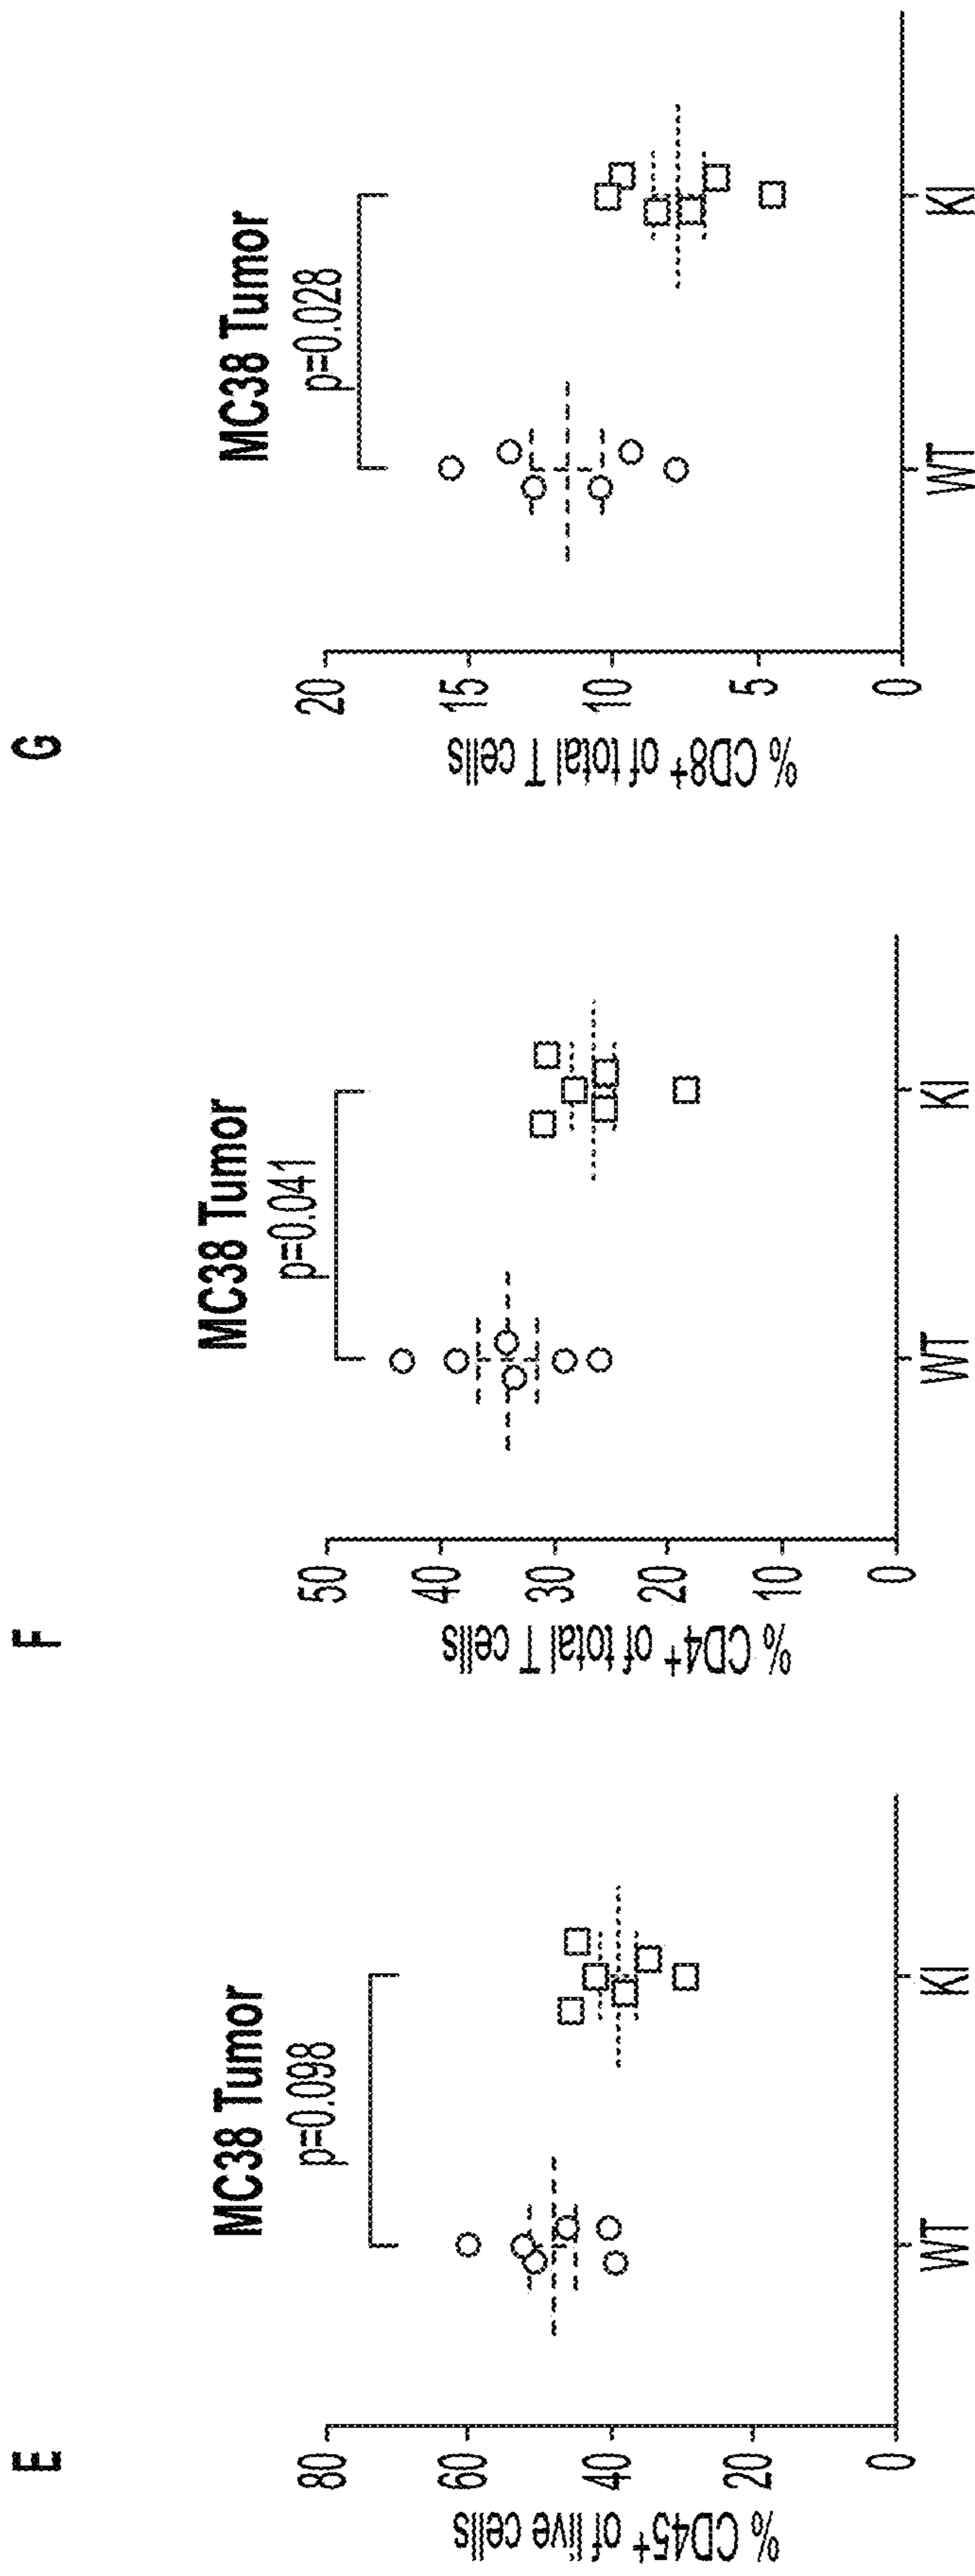 E
MC38 Tumor
p=0.098
% CD45+ of live cells
80
60
40
20
0
WT
KI
F
MC38 Tumor
p=0.041
% CD4+ of total T cells
50
40
30
20
10
0
WT
KI
G
MC38 Tumor
p=0.028
% CD8+ of total T cells
20
15
10
5
0
WT
KI